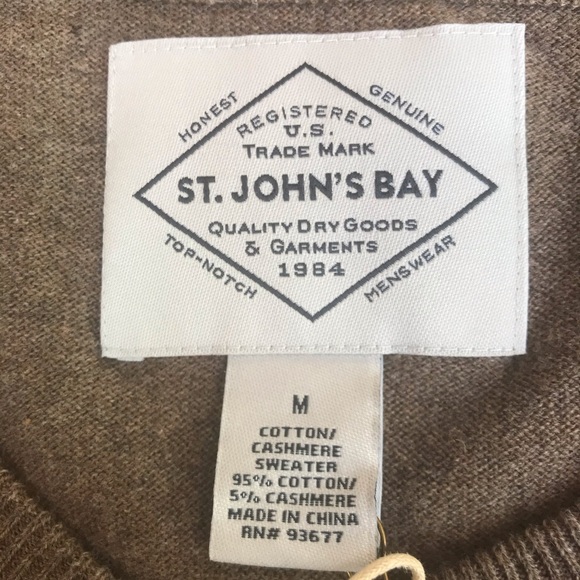 HONEST
GENUINE
REGISTERED
U.S.
TRADE MARK
ST. JOHN'S BAY
QUALITY DRY GOODS
& GARMENTS
1984
TOP-NOTCH
MENSWEAR
M
COTTON/
CASHMERE
SWEATER
95% COTTON/
5% CASHMERE
MADE IN CHINA
RN# 93677